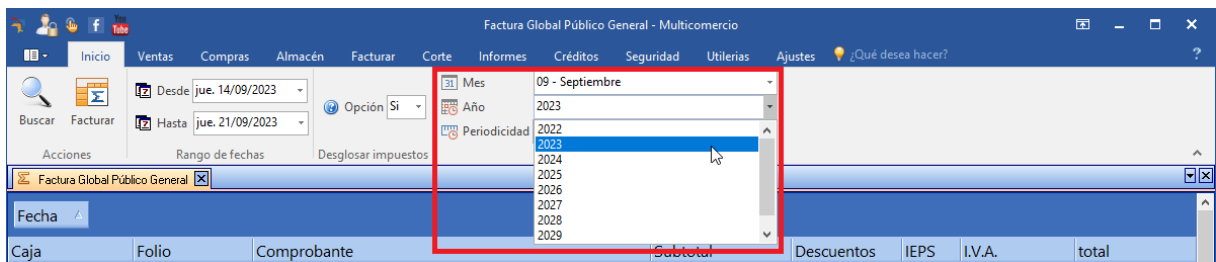 You
Tube
Factura Global Público General - Multicomercio
Inicio Ventas Compras Almacén Facturar Corte Informes Créditos Seguridad Utilerias Ajustes ¿Qué desea hacer? ?
Buscar
Facturar
Acciones
Desde jue. 14/09/2023
Hasta jue. 21/09/2023
Rango de fechas
Opción Si
Desglosar impuestos
31 Mes 09 - Septiembre
Año 2023
Periodicidad
2022
2023
2024
2025
2026
2027
2028
2029
Σ Factura Global Público General
Fecha
Caja Folio Comprobante Subtotal Descuentos IEPS I.V.A. total